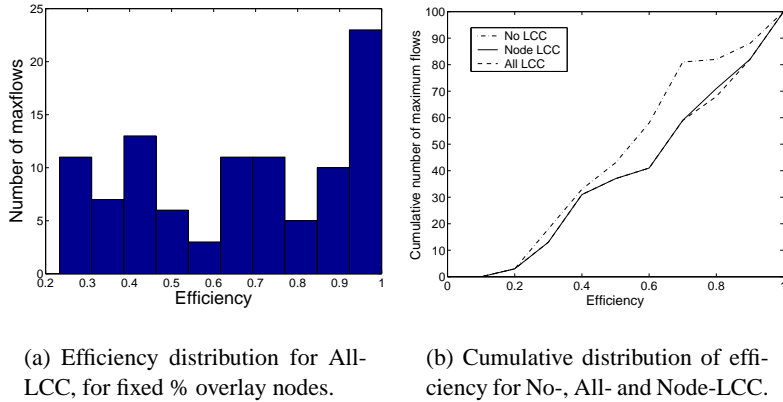 25
20
15
10
5
0
Number of maxflows
0.2 0.3 0.4 0.5 0.6 0.7 0.8 0.9 1
Efficiency
(a) Efficiency distribution for All-
LCC, for fixed % overlay nodes.
100
90
80
70
60
50
40
30
20
10
0
Cumulative number of maximum flows
No LCC
Node LCC
All LCC
0 0.2 0.4 0.6 0.8 1
Efficiency
(b) Cumulative distribution of effi-
ciency for No-, All- and Node-LCC.